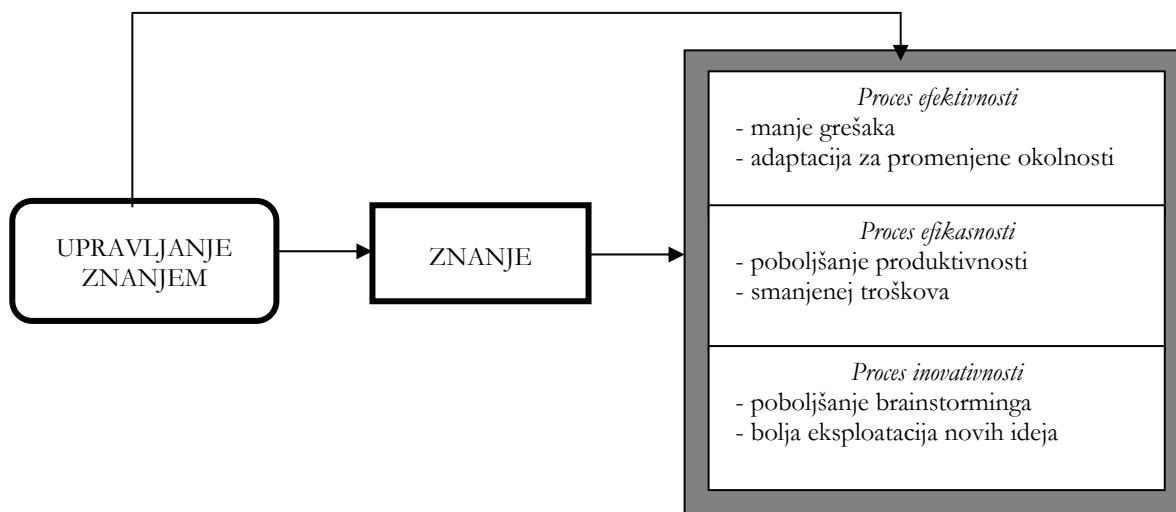 UPRAVLJANJE
ZNANJEM
ZNANJE
Proces efektivnosti
- manje grešaka
- adaptacija za promenjene okolnosti
Proces efikasnosti
- poboljšanje produktivnosti
- smanjenej troškova
Proces inovativnosti
- poboljšanje brainstorminga
- bolja eksploatacija novih ideja